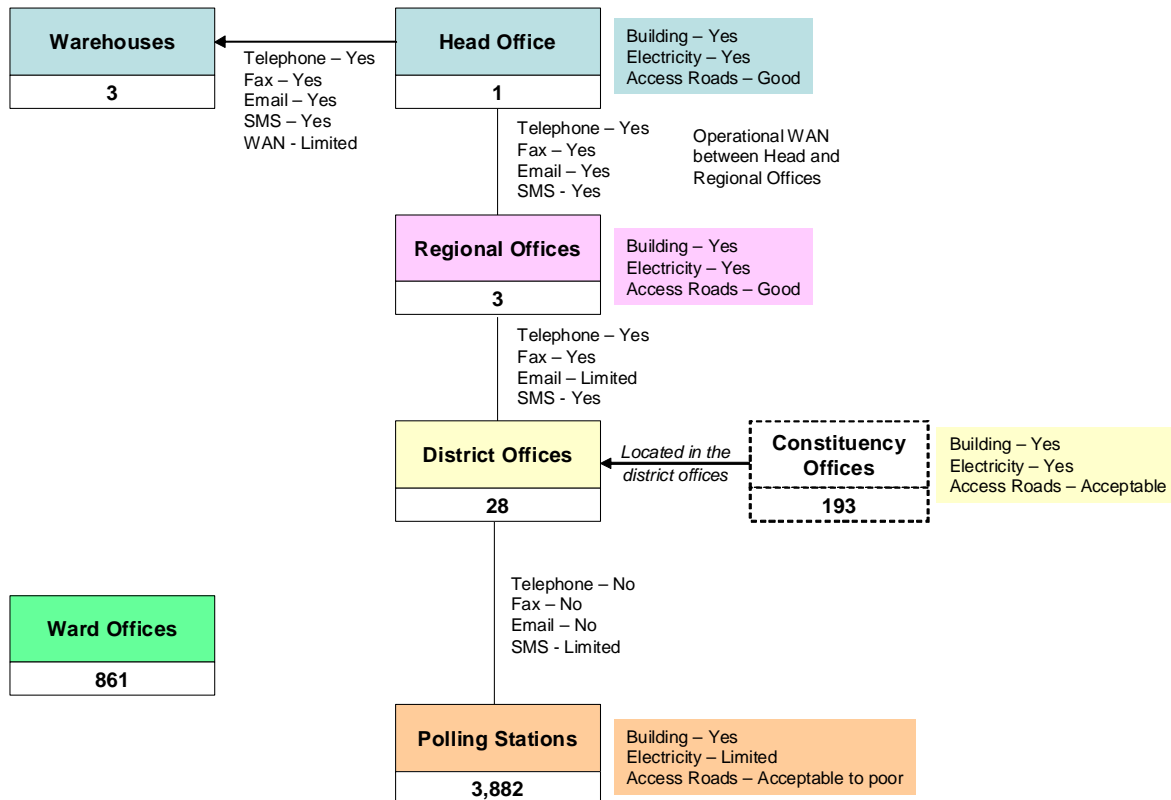 Warehouses
3
Telephone – Yes
Fax – Yes
Email – Yes
SMS – Yes
WAN - Limited
Head Office
1
Building – Yes
Electricity – Yes
Access Roads – Good
Telephone – Yes
Fax – Yes
Email – Yes
SMS - Yes
Operational WAN
between Head and
Regional Offices
Regional Offices
3
Building – Yes
Electricity – Yes
Access Roads – Good
Telephone – Yes
Fax – Yes
Email – Limited
SMS - Yes
District Offices
28
Located in the
district offices
Constituency
Offices
193
Building – Yes
Electricity – Yes
Access Roads – Acceptable
Telephone – No
Fax – No
Email – No
SMS - Limited
Ward Offices
861
Polling Stations
3,882
Building – Yes
Electricity – Limited
Access Roads – Acceptable to poor